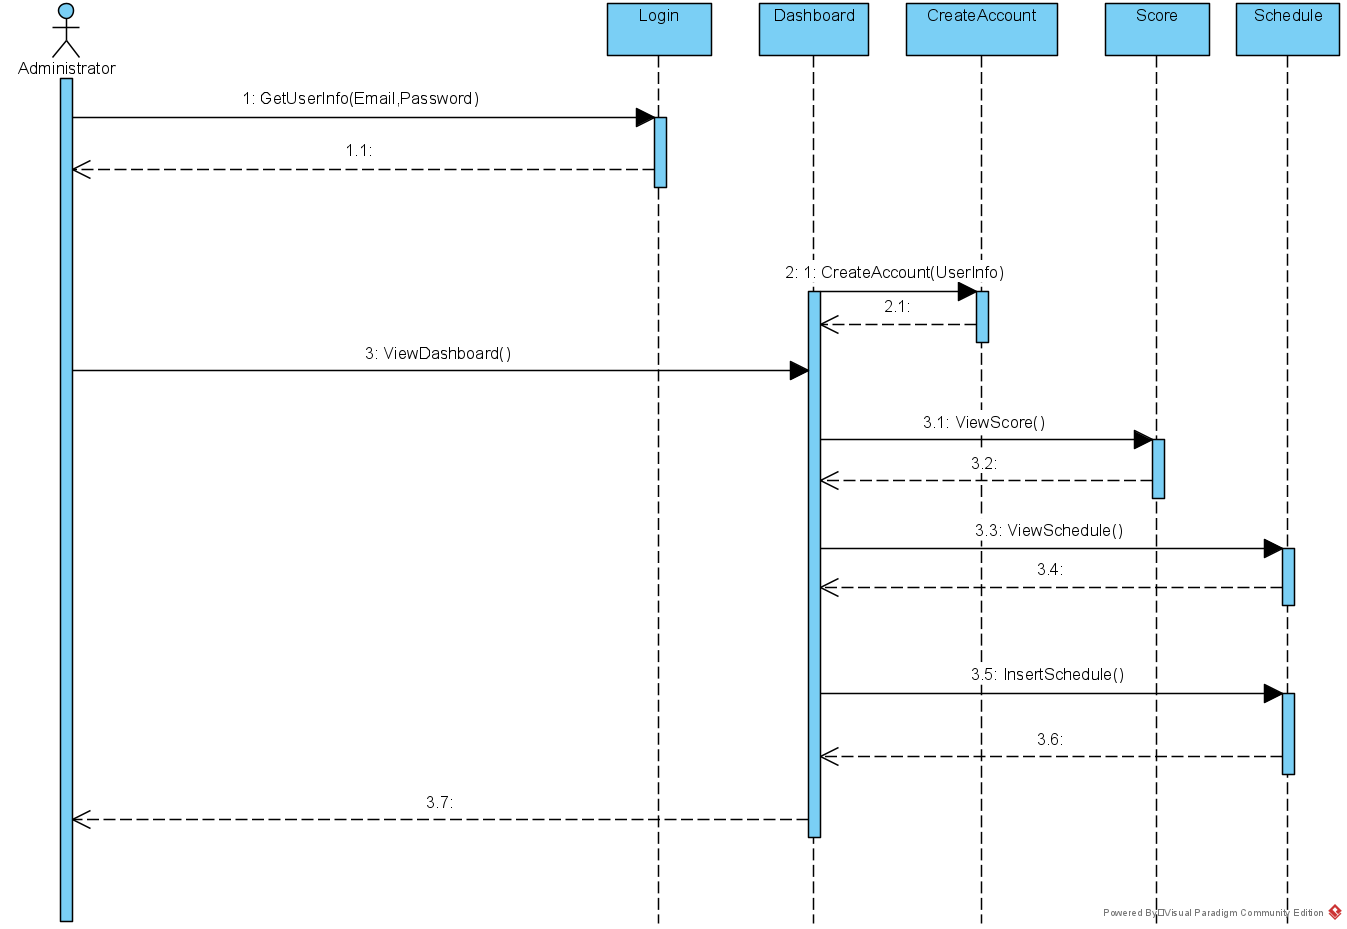 Login
Dashboard
CreateAccount
Score
Schedule
Administrator
1: GetUserInfo(Email,Password)
1.1:
2: 1: CreateAccount(UserInfo)
2.1:
3: ViewDashboard()
3.1: ViewScore()
3.2:
3.3: ViewSchedule()
3.4:
3.5: InsertSchedule()
3.6:
3.7:
Powered By□Visual Paradigm Community Edition